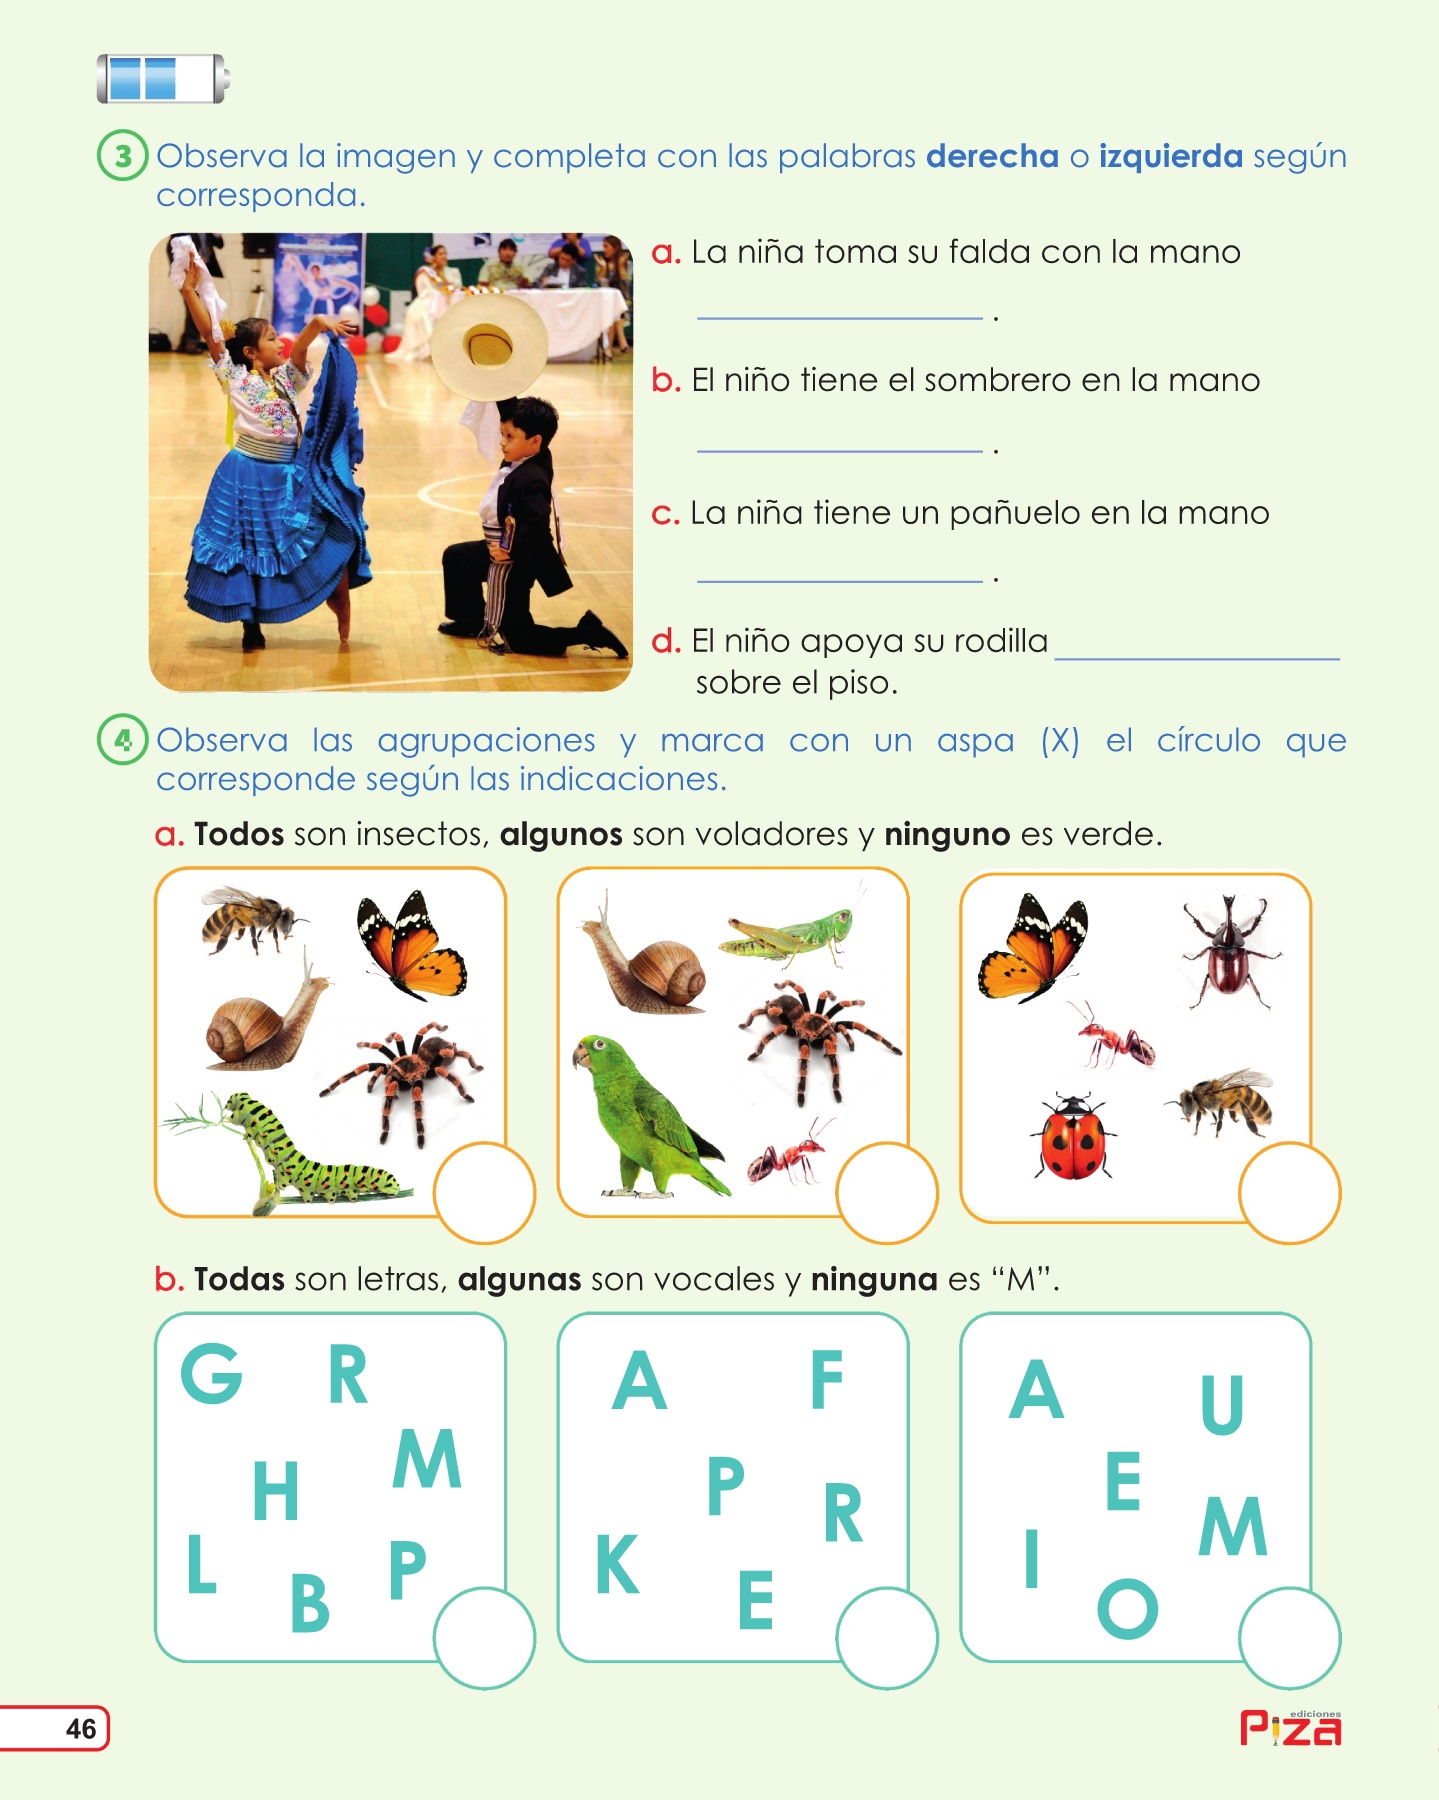 3 Observa la imagen y completa con las palabras derecha o izquierda según
corresponda.
a. La niña toma su falda con la mano
.
b. El niño tiene el sombrero en la mano
.
c. La niña tiene un pañuelo en la mano
.
d. El niño apoya su rodilla
sobre el piso.
4 Observa las agrupaciones y marca con un aspa (X) el círculo que
corresponde según las indicaciones.
a. Todos son insectos, algunos son voladores y ninguno es verde.
b. Todas son letras, algunas son vocales y ninguna es “M”.
G R
M
H
L
P
B
A F
P
R
K
E
A U
E
M
I
O
46
ediciones
Piza